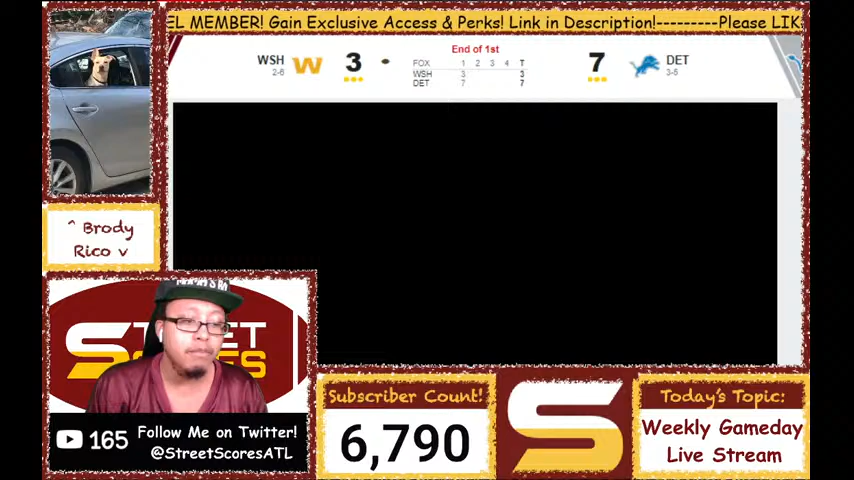 EL MEMBER! Gain Exclusive Access & Perks! Link in Description!---------Please LIK
End of 1st
WSH
2-6
W
3
FOX 1 2 3 4 T
WSH 3 3
DET 7 7
7
DET
3-5
^ Brody
Rico v
STREET
SCORES
165
Follow Me on Twitter!
@StreetScoresATL
Subscriber Count!
6,790
S
Today's Topic:
Weekly Gameday
Live Stream